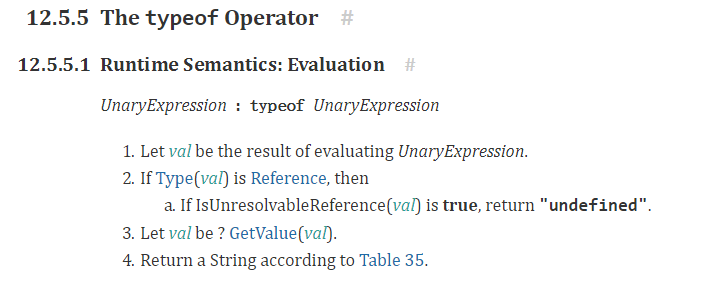 12.5.5 The typeof Operator #
12.5.5.1 Runtime Semantics: Evaluation #
UnaryExpression : typeof UnaryExpression
1. Let val be the result of evaluating UnaryExpression.
2. If Type(val) is Reference, then
a. If IsUnresolvableReference(val) is true, return "undefined".
3. Let val be ? GetValue(val).
4. Return a String according to Table 35.